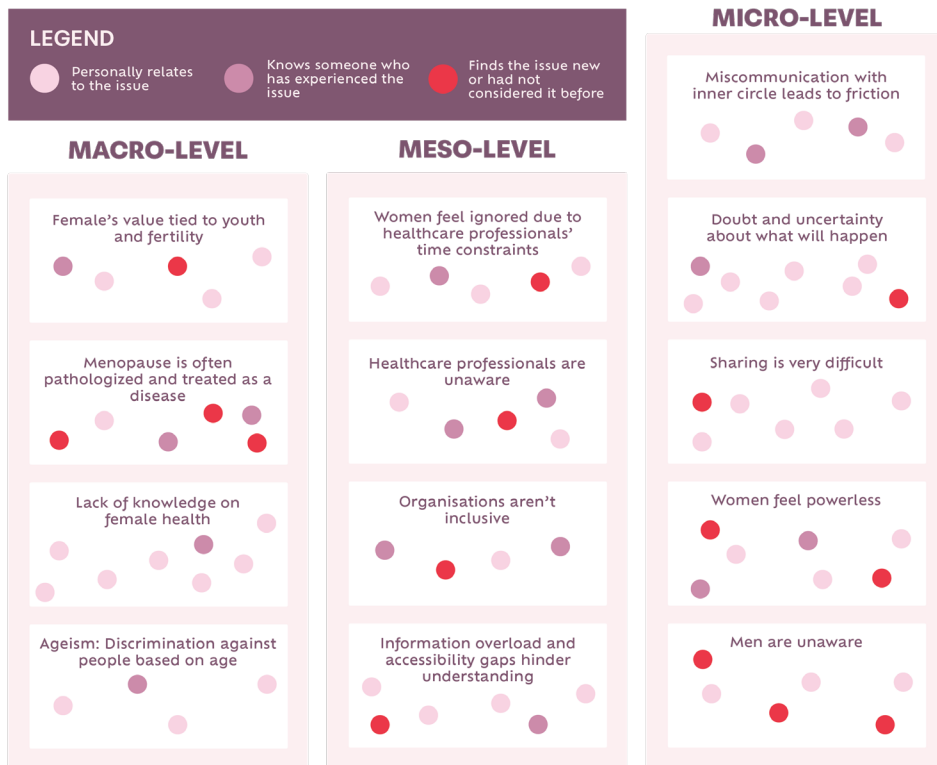 LEGEND
Personally relates
to the issue
Knows someone who
has experienced the
issue
Finds the issue new
or had not
considered it before
MACRO-LEVEL
Female's value tied to youth
and fertility
Menopause is often
pathologized and treated as a
disease
Lack of knowledge on
female health
Ageism: Discrimination against
people based on age
MESO-LEVEL
Women feel ignored due to
healthcare professionals'
time constraints
Healthcare professionals are
unaware
Organisations aren't
inclusive
Information overload and
accessibility gaps hinder
understanding
MICRO-LEVEL
Miscommunication with
inner circle leads to friction
Doubt and uncertainty
about what will happen
Sharing is very difficult
Women feel powerless
Men are unaware